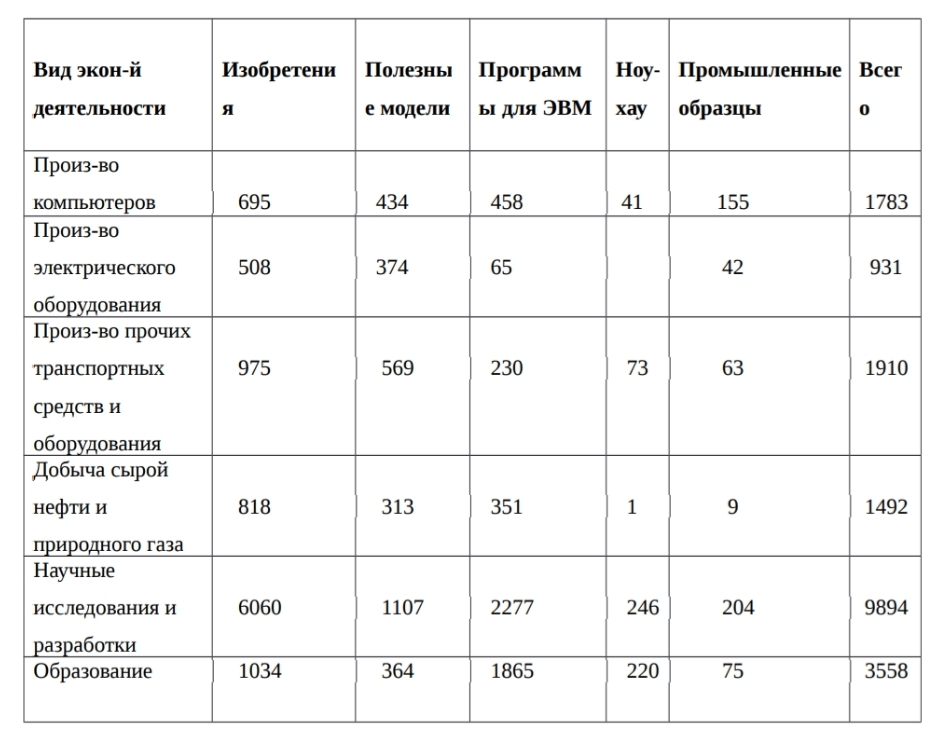 Вид экон-й Изобретени Полезны Программ Ноу- Промышленные Всег
деятельности я е модели ы для ЭВМ хау образцы о
Произ-во
компьютеров 695 434 458 41 155 1783
Произ-во
электрического 508 374 65 42 931
оборудования
Произ-во прочих
транспортных 975 569 230 73 63 1910
средств и
оборудования
Добыча сырой
нефти и 818 313 351 1 9 1492
природного газа
Научные
исследования и 6060 1107 2277 246 204 9894
разработки
Образование 1034 364 1865 220 75 3558